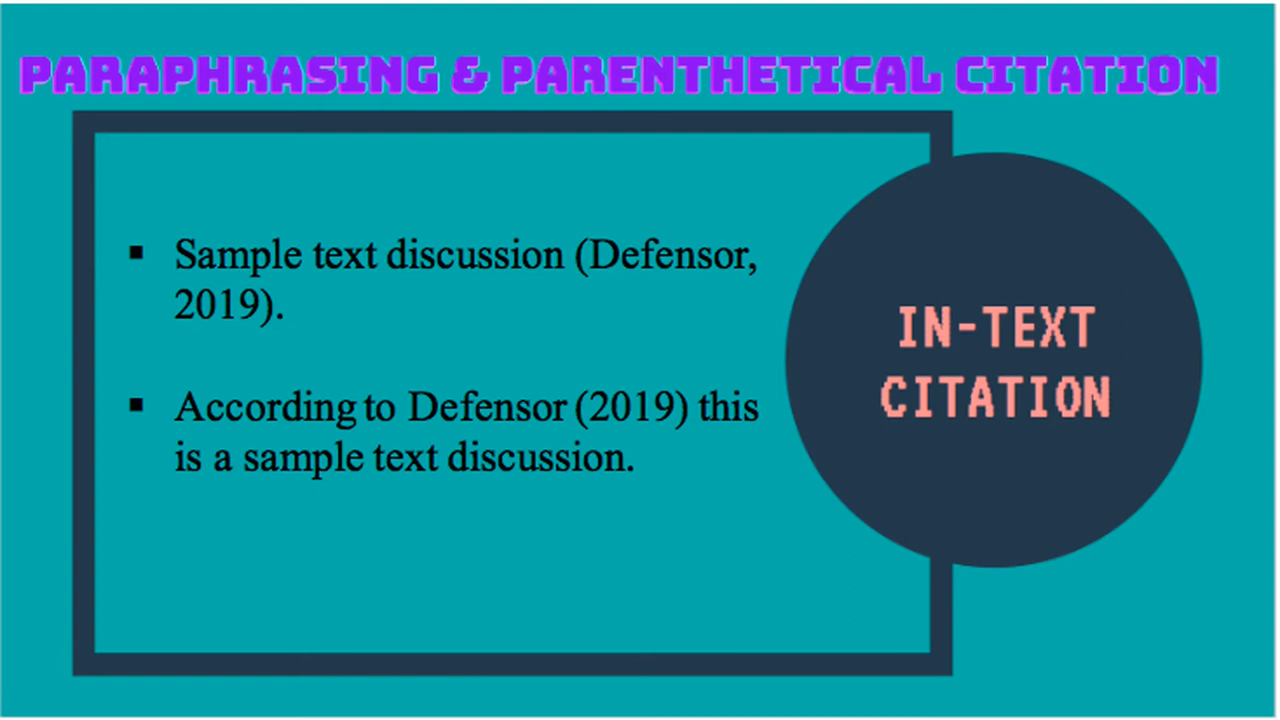 PARAPHRASING & PARENTHETICAL CITATION
▪ Sample text discussion (Defensor,
2019).
▪ According to Defensor (2019) this
is a sample text discussion.
IN-TEXT
CITATION